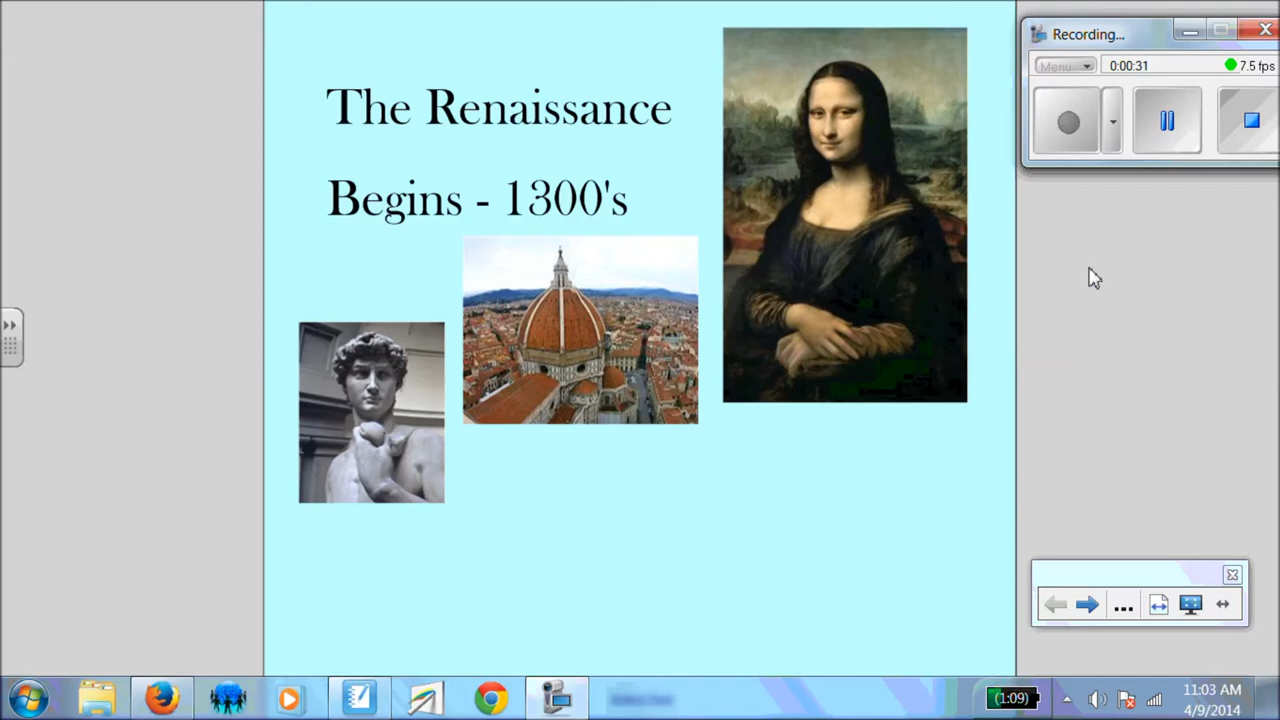 The Renaissance
Begins - 1300's
Recording...
Menu
0:00:31
7.5 fps
...
(1:09)
11:03 AM
4/9/2014